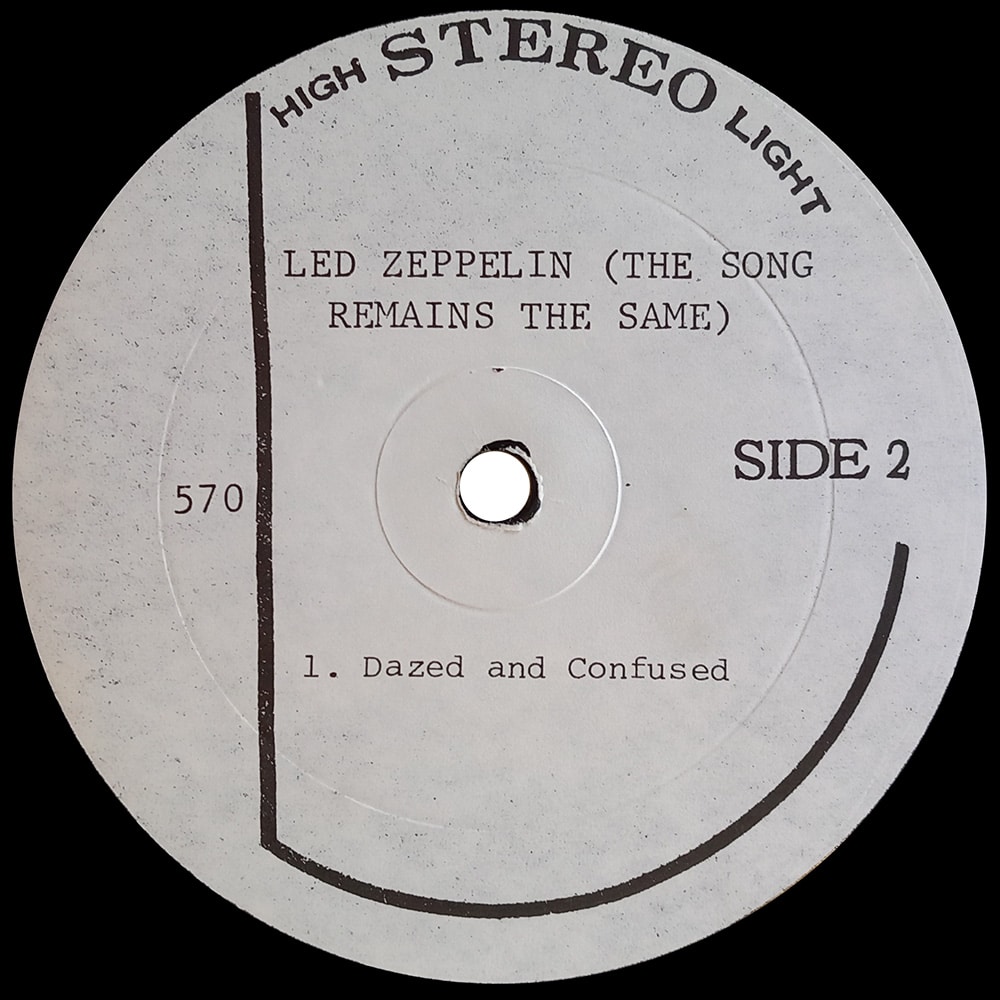 HIGH STEREO LIGHT
LED ZEPPELIN (THE SONG
REMAINS THE SAME)
SIDE 2
570
1. Dazed and Confused